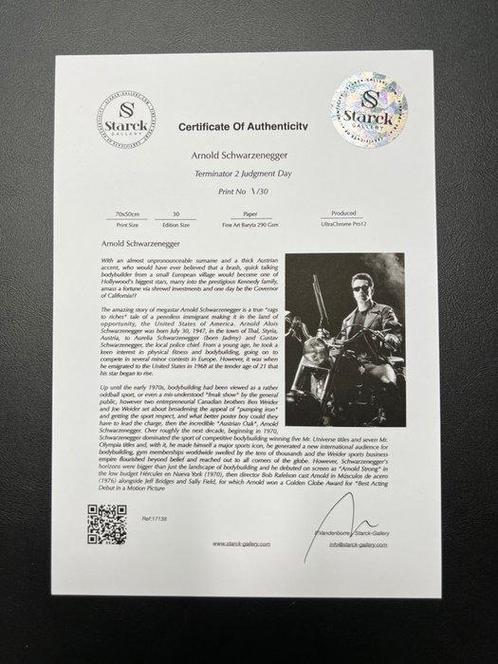 SS
Starck
GALLERY
Certificate Of Authenticity
SS
Starck
GALLERY
Arnold Schwarzenegger
Terminator 2 Judgment Day
Print No \/30
70x50cm 30 Paper Produced
Print Size Edition Size Fine Art Baryta 290 Gsm UltraChrome Pro12
Arnold Schwarzenegger
With an almost unpronounceable surname and a thick Austrian
accent, who would have ever believed that a brash, quick talking
bodybuilder from a small European village would become one of
Hollywood's biggest stars, marry into the prestigious Kennedy family,
amass a fortune via shrewd investments and one day be the Governor
of California!?
The amazing story of megastar Arnold Schwarzenegger is a true "rags
to riches" tale of a penniless immigrant making it in the land of
opportunity, the United States of America. Arnold Alois
Schwarzenegger was born July 30, 1947, in the town of Thal, Styria,
Austria, to Aurelia Schwarzenegger (born Jadrny) and Gustav
Schwarzenegger, the local police chief. From a young age, he took a
keen interest in physical fitness and bodybuilding, going on to
compete in several minor contests in Europe. However, it was when
he emigrated to the United States in 1968 at the tender age of 21 that
his star began to rise.
Up until the early 1970s, bodybuilding had been viewed as a rather
oddball sport, or even a mis-understood "freak show" by the general
public, however two entrepreneurial Canadian brothers Ben Weider
and Joe Weider set about broadening the appeal of "pumping iron"
and getting the sport respect, and what better poster boy could they
have to lead the charge, then the incredible "Austrian Oak", Arnold
Schwarzenegger. Over roughly the next decade, beginning in 1970,
Schwarzenegger dominated the sport of competitive bodybuilding winning five Mr. Universe titles and seven Mr.
Olympia titles and, with it, he made himself a major sports icon, he generated a new international audience for
bodybuilding, gym memberships worldwide swelled by the tens of thousands and the Weider sports business
empire flourished beyond belief and reached out to all corners of the globe. However, Schwarzenegger's
horizons were bigger than just the landscape of bodybuilding and he debuted on screen as "Arnold Strong" in
the low budget Hércules en Nueva York (1970), then director Bob Rafelson cast Arnold in Músculos de acero
(1976) alongside Jeff Bridges and Sally Field, for which Arnold won a Golden Globe Award for "Best Acting
Debut in a Motion Picture
Ref:17138
P.Vandenborre, Starck-Gallery
www.starck-gallery.com info@starck-gallery.com